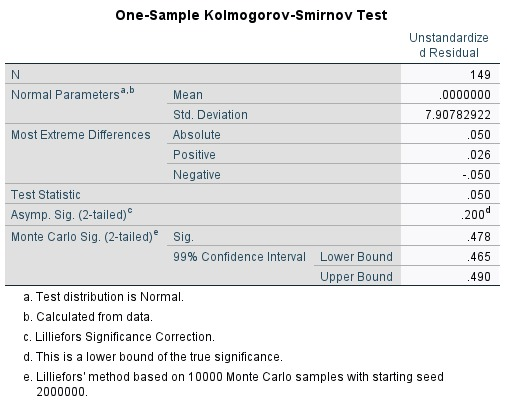 One-Sample Kolmogorov-Smirnov Test
Unstandardize
d Residual
N 149
Normal Parametersa,b Mean .0000000
Std. Deviation 7.90782922
Most Extreme Differences Absolute .050
Positive .026
Negative -.050
Test Statistic .050
Asymp. Sig. (2-tailed)c .200d
Monte Carlo Sig. (2-tailed)e Sig. .478
99% Confidence Interval Lower Bound .465
Upper Bound .490
a. Test distribution is Normal.
b. Calculated from data.
c. Lilliefors Significance Correction.
d. This is a lower bound of the true significance.
e. Lilliefors' method based on 10000 Monte Carlo samples with starting seed
2000000.